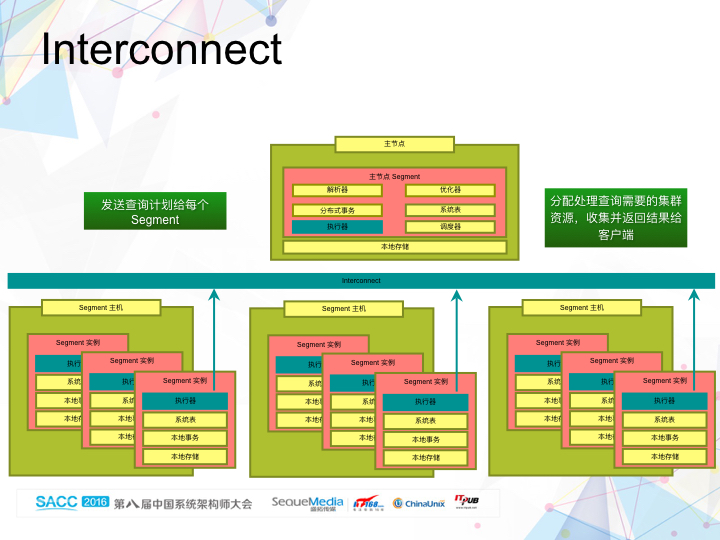 Interconnect
主节点
主节点 Segment
解析器
优化器
分布式事务
系统表
执行器
调度器
本地存储
发送查询计划给每个
Segment
分配处理查询需要的集群
资源，收集并返回结果给
客户端
Interconnect
Segment 主机
Segment 实例
执行
系统
本地
本地
Segment 实例
执行
系统
本地
本地
Segment 实例
执行器
系统表
本地事务
本地存储
Segment 主机
Segment 实例
执行
系统
本地
本地
Segment 实例
执行
系统
本地
本地
Segment 实例
执行器
系统表
本地事务
本地存储
Segment 主机
Segment 实例
执行
系统
本地
本地
Segment 实例
执行
系统
本地
本地
Segment 实例
执行器
系统表
本地事务
本地存储
SACC 2016 第八届中国系统架构师大会
SequeMedia
盛拓传媒
IT168.com
ChinaUnix
ITPUB
www.itpub.net